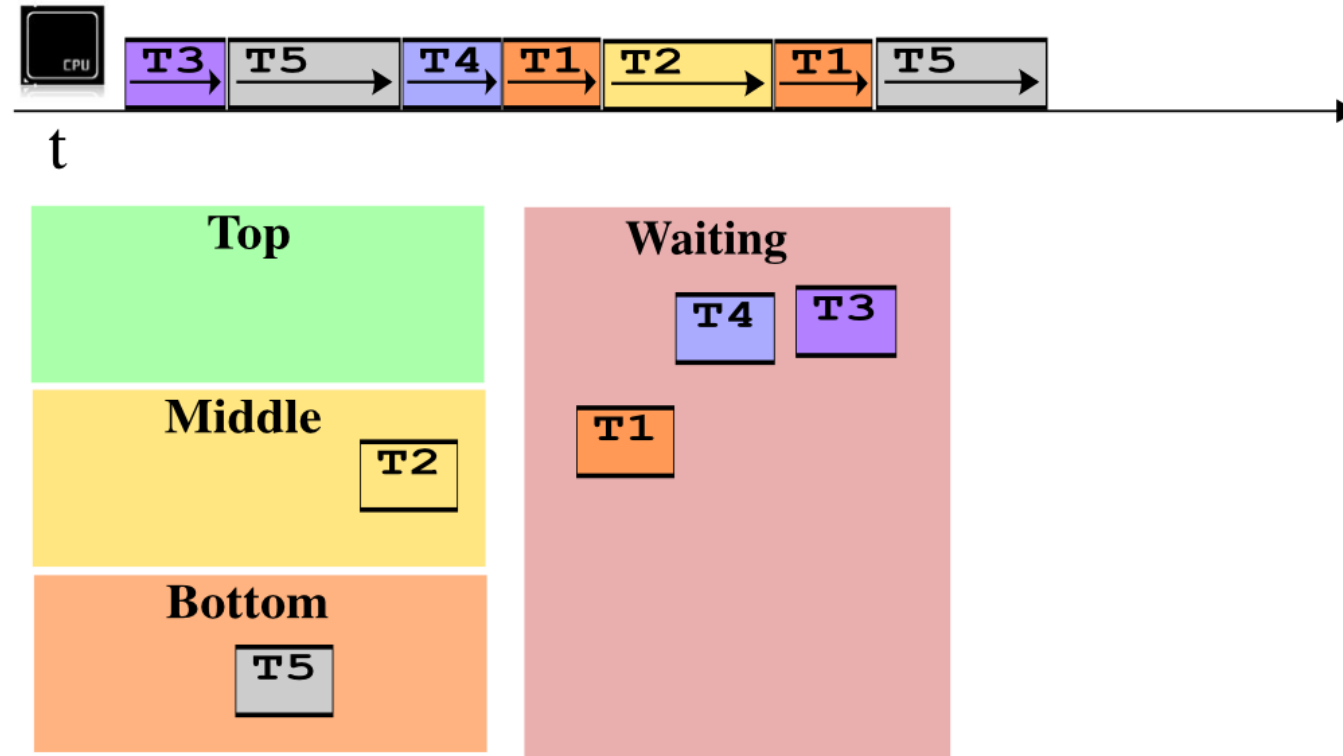 CPU
T3 T5 T4 T1 T2 T1 T5
t
Top
Waiting
T4 T3
Middle
T1
T2
Bottom
T5